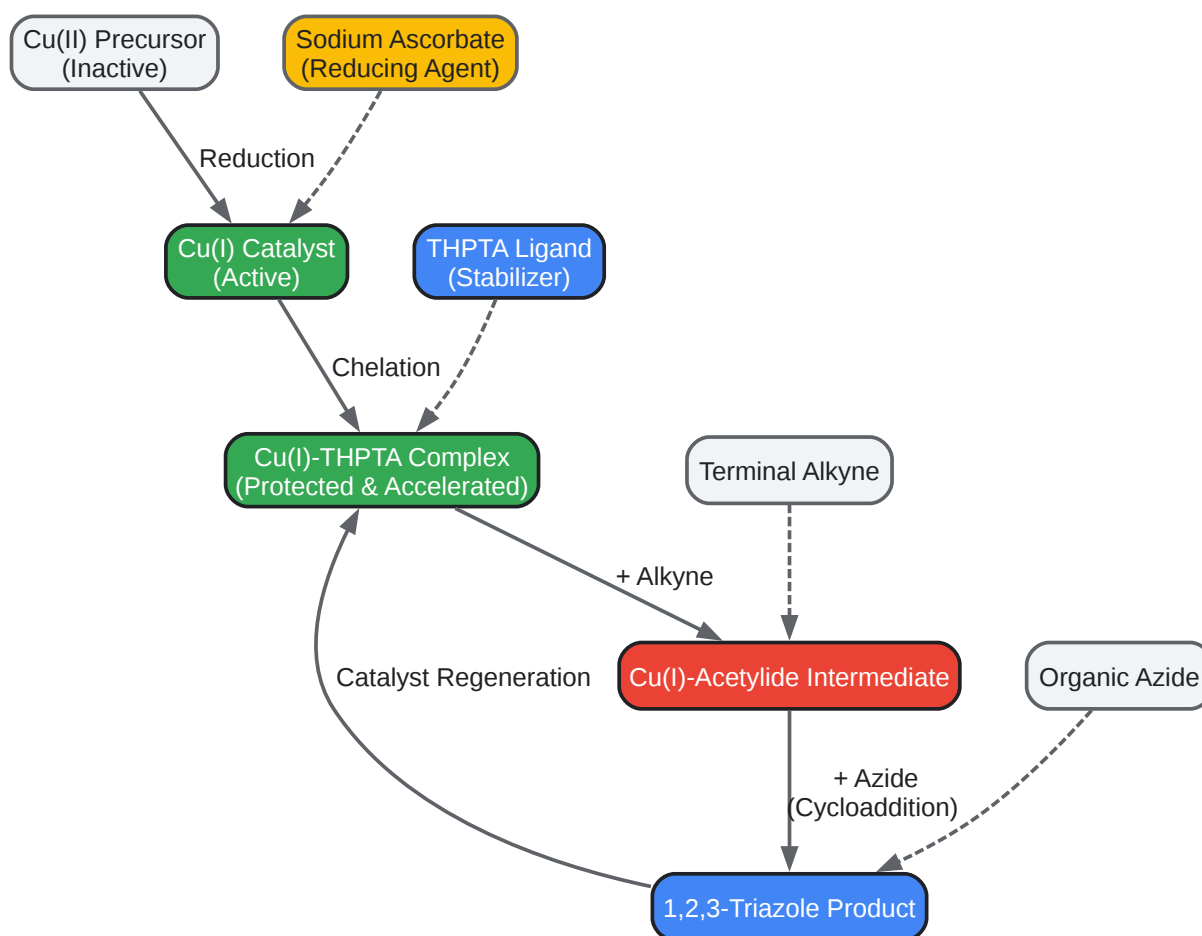 Cu(II) Precursor
(Inactive)
Sodium Ascorbate
(Reducing Agent)
Reduction
Cu(I) Catalyst
(Active)
THPTA Ligand
(Stabilizer)
Chelation
Cu(I)-THPTA Complex
(Protected & Accelerated)
Terminal Alkyne
+ Alkyne
Catalyst Regeneration
Cu(I)-Acetylide Intermediate
Organic Azide
+ Azide
(Cycloaddition)
1,2,3-Triazole Product